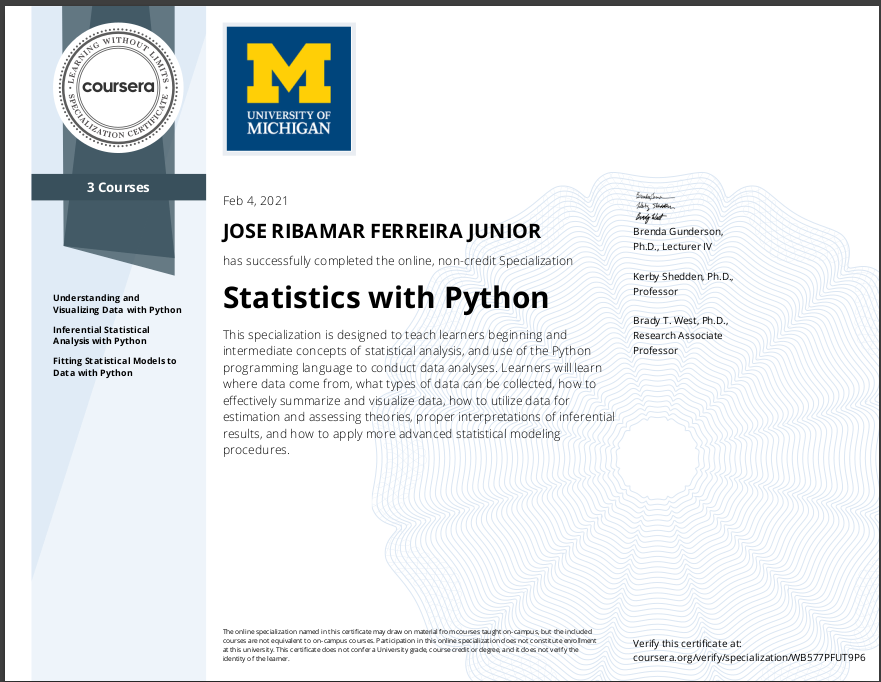 LEARNING WITHOUT LIMITS
coursera
SPECIALIZATION CERTIFICATE
3 Courses
Understanding and
Visualizing Data with Python
Inferential Statistical
Analysis with Python
Fitting Statistical Models to
Data with Python
M
UNIVERSITY OF
MICHIGAN
Feb 4, 2021
JOSE RIBAMAR FERREIRA JUNIOR
has successfully completed the online, non-credit Specialization
Statistics with Python
This specialization is designed to teach learners beginning and
intermediate concepts of statistical analysis, and use of the Python
programming language to conduct data analyses. Learners will learn
where data come from, what types of data can be collected, how to
effectively summarize and visualize data, how to utilize data for
estimation and assessing theories, proper interpretations of inferential
results, and how to apply more advanced statistical modeling
procedures.
Brenda Gunderson,
Ph.D., Lecturer IV
Kerby Shedden, Ph.D.,
Professor
Brady T. West, Ph.D.,
Research Associate
Professor
The online specialization named in this certificate may draw on material from courses taught on-campus, but the included
courses are not equivalent to on-campus courses. Participation in this online specialization does not constitute enrollment
at this university. This certificate does not confer a University grade, course credit or degree, and it does not verify the
identity of the learner.
Verify this certificate at:
coursera.org/verify/specialization/WB577PFUT9P6